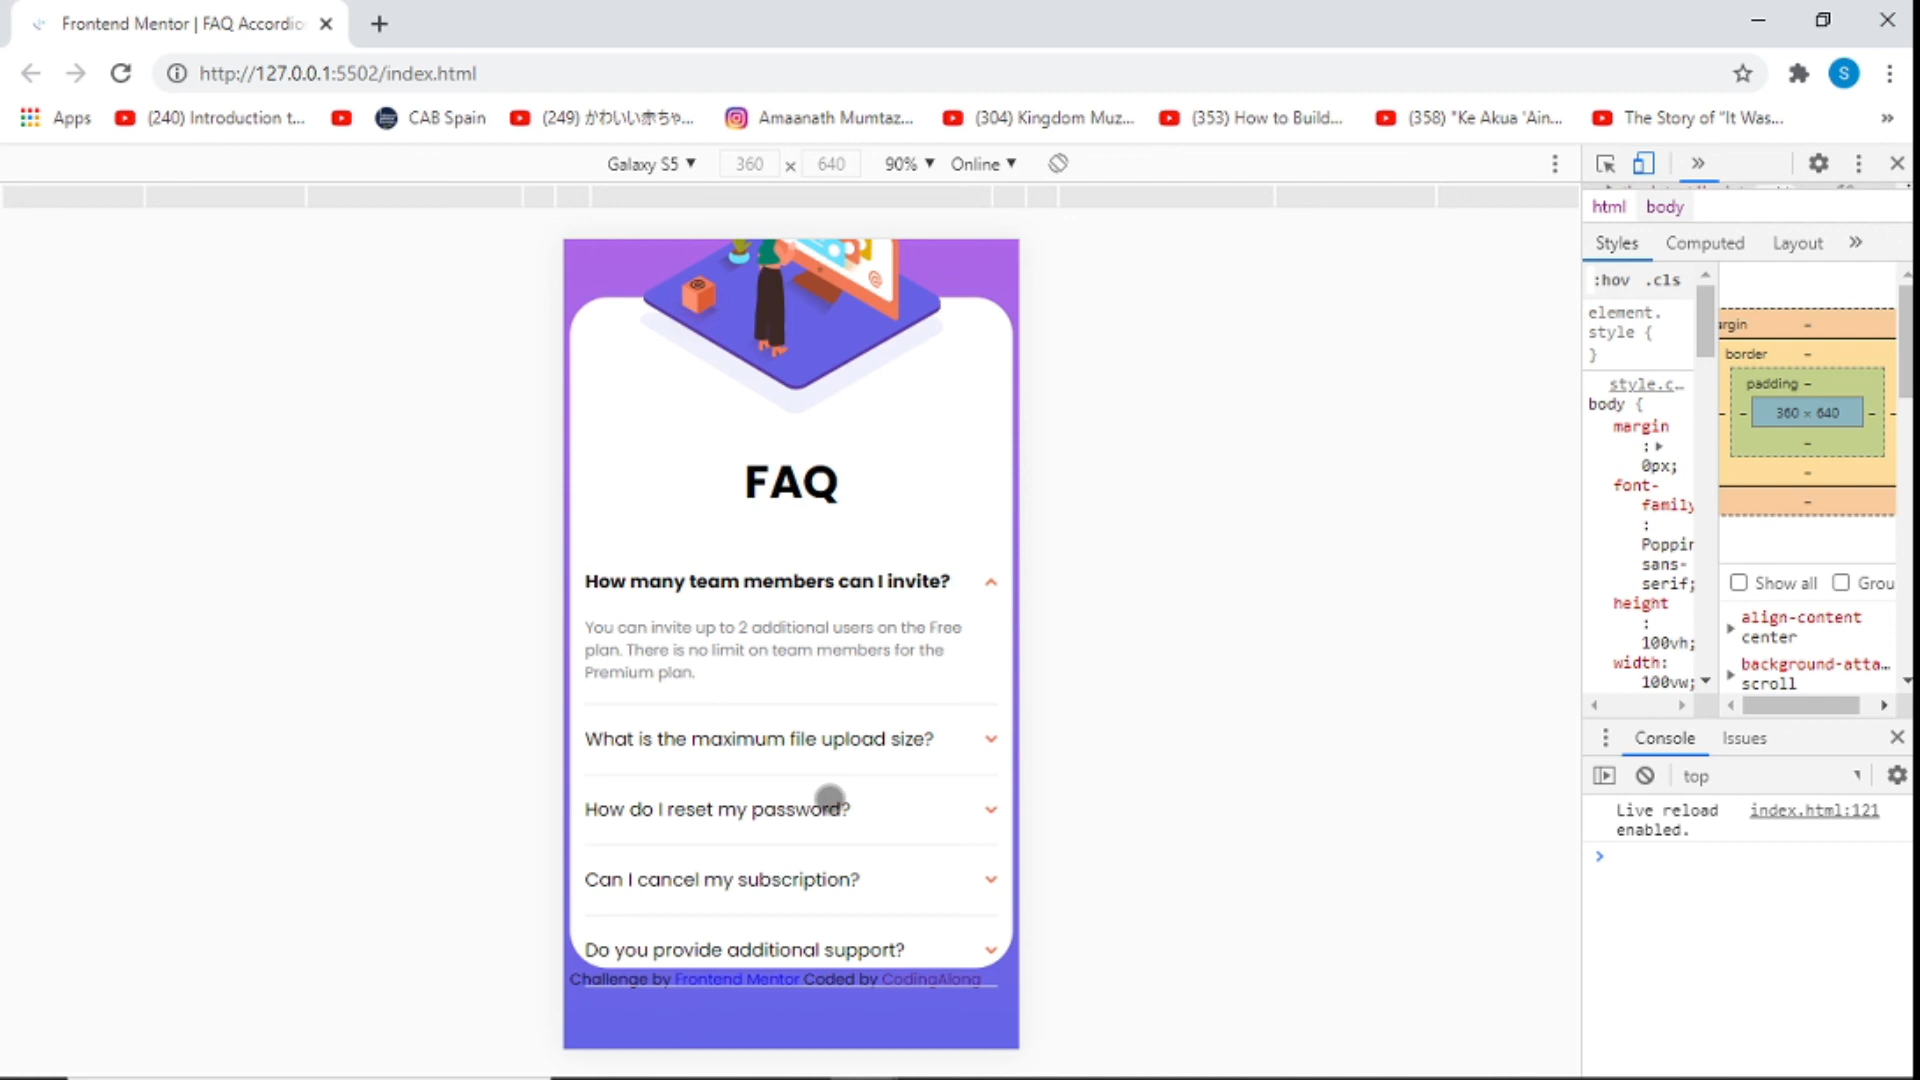 Frontend Mentor | FAQ Accordio
http://127.0.0.1:5502/index.html
S
Apps
(240) Introduction t...
CAB Spain
(249) かわいい赤ちゃ...
Amaanath Mumtaz...
(304) Kingdom Muz...
(353) How to Build...
(358) "Ke Akua 'Ain...
The Story of "It Was...
»
Galaxy S5 ▼ 360 x 640 90% ▼ Online ▼
»
html body
Styles Computed Layout »
:hov .cls
element.
style {
}
style.c…
body {
margin
:▶
0px;
font-
family
:
Poppin
sans-
serif;
height
:
100vh;
width:
100vw;
rgin –
border –
padding –
– 360 × 640 –
–
–
–
Show all Grou
align-content
center
background-atta…
scroll
Console Issues
top
Live reload
enabled.
index.html:121
FAQ
How many team members can I invite?
You can invite up to 2 additional users on the Free
plan. There is no limit on team members for the
Premium plan.
What is the maximum file upload size?
How do I reset my password?
Can I cancel my subscription?
Do you provide additional support?
Challenge by Frontend Mentor Coded by CodingAlong